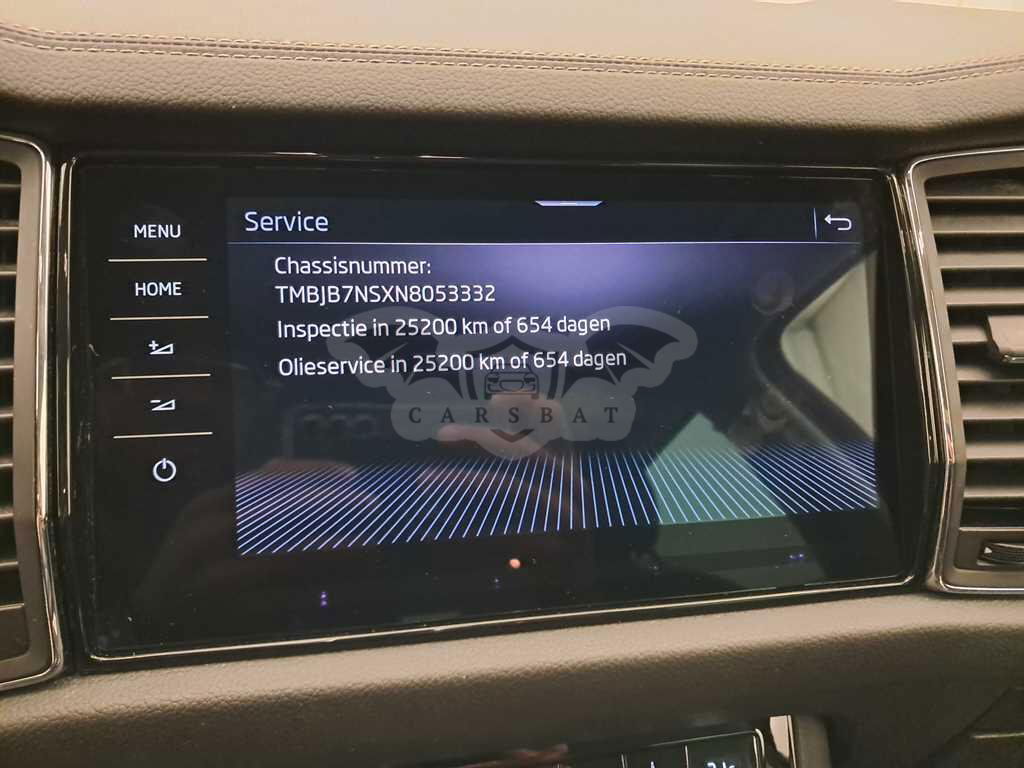 Service
MENU
HOME
Chassisnummer:
TMBJB7NSXN8053332
Inspectie in 25200 km of 654 dagen
Olieservice in 25200 km of 654 dagen
CARSBAT